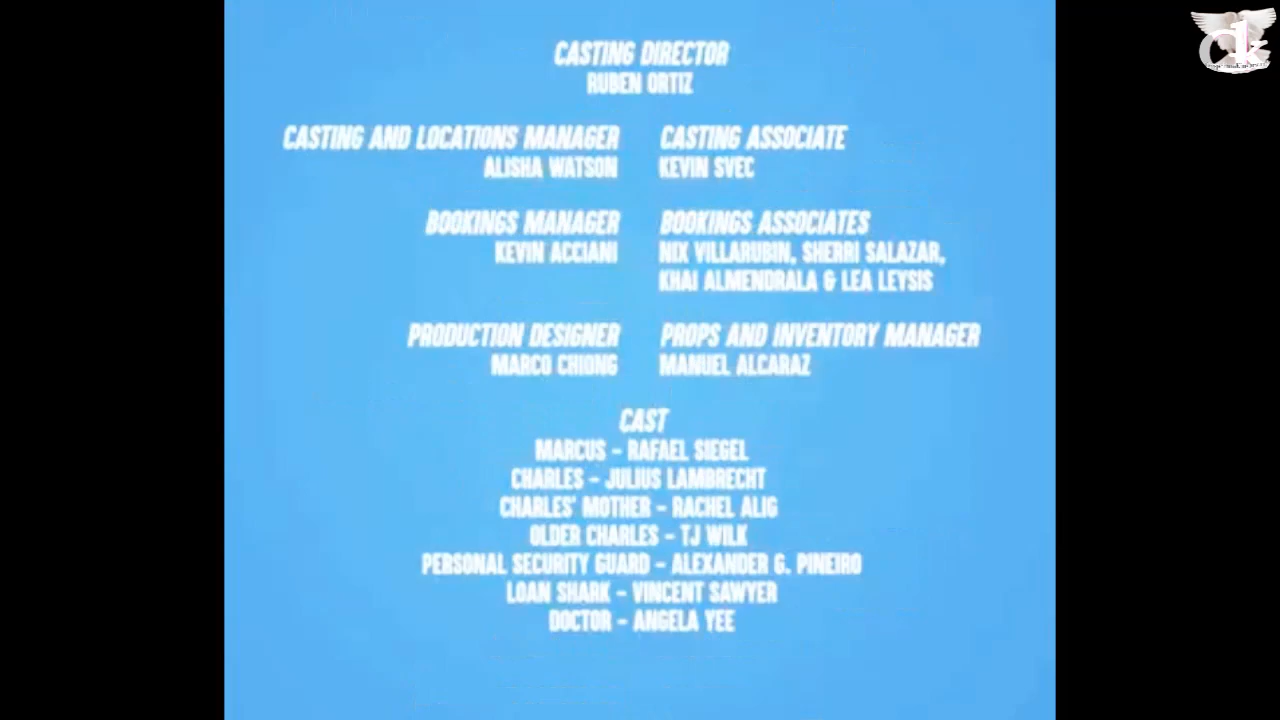 CASTING DIRECTOR
RUBEN ORTIZ
CASTING AND LOCATIONS MANAGER
ALISHA WATSON
CASTING ASSOCIATE
KEVIN SVEC
BOOKINGS MANAGER
KEVIN ACCIANI
BOOKINGS ASSOCIATES
NIX VILLARUBIN, SHERRI SALAZAR,
KHAI ALMENDRALA & LEA LEYSIS
PRODUCTION DESIGNER
MARCO CHIONG
PROPS AND INVENTORY MANAGER
MANUEL ALCARAZ
CAST
MARCUS - RAFAEL SIEGEL
CHARLES - JULIUS LAMBRECHT
CHARLES' MOTHER - RACHEL ALIG
OLDER CHARLES - TJ WILK
PERSONAL SECURITY GUARD - ALEXANDER G. PINEIRO
LOAN SHARK - VINCENT SAWYER
DOCTOR - ANGELA YEE